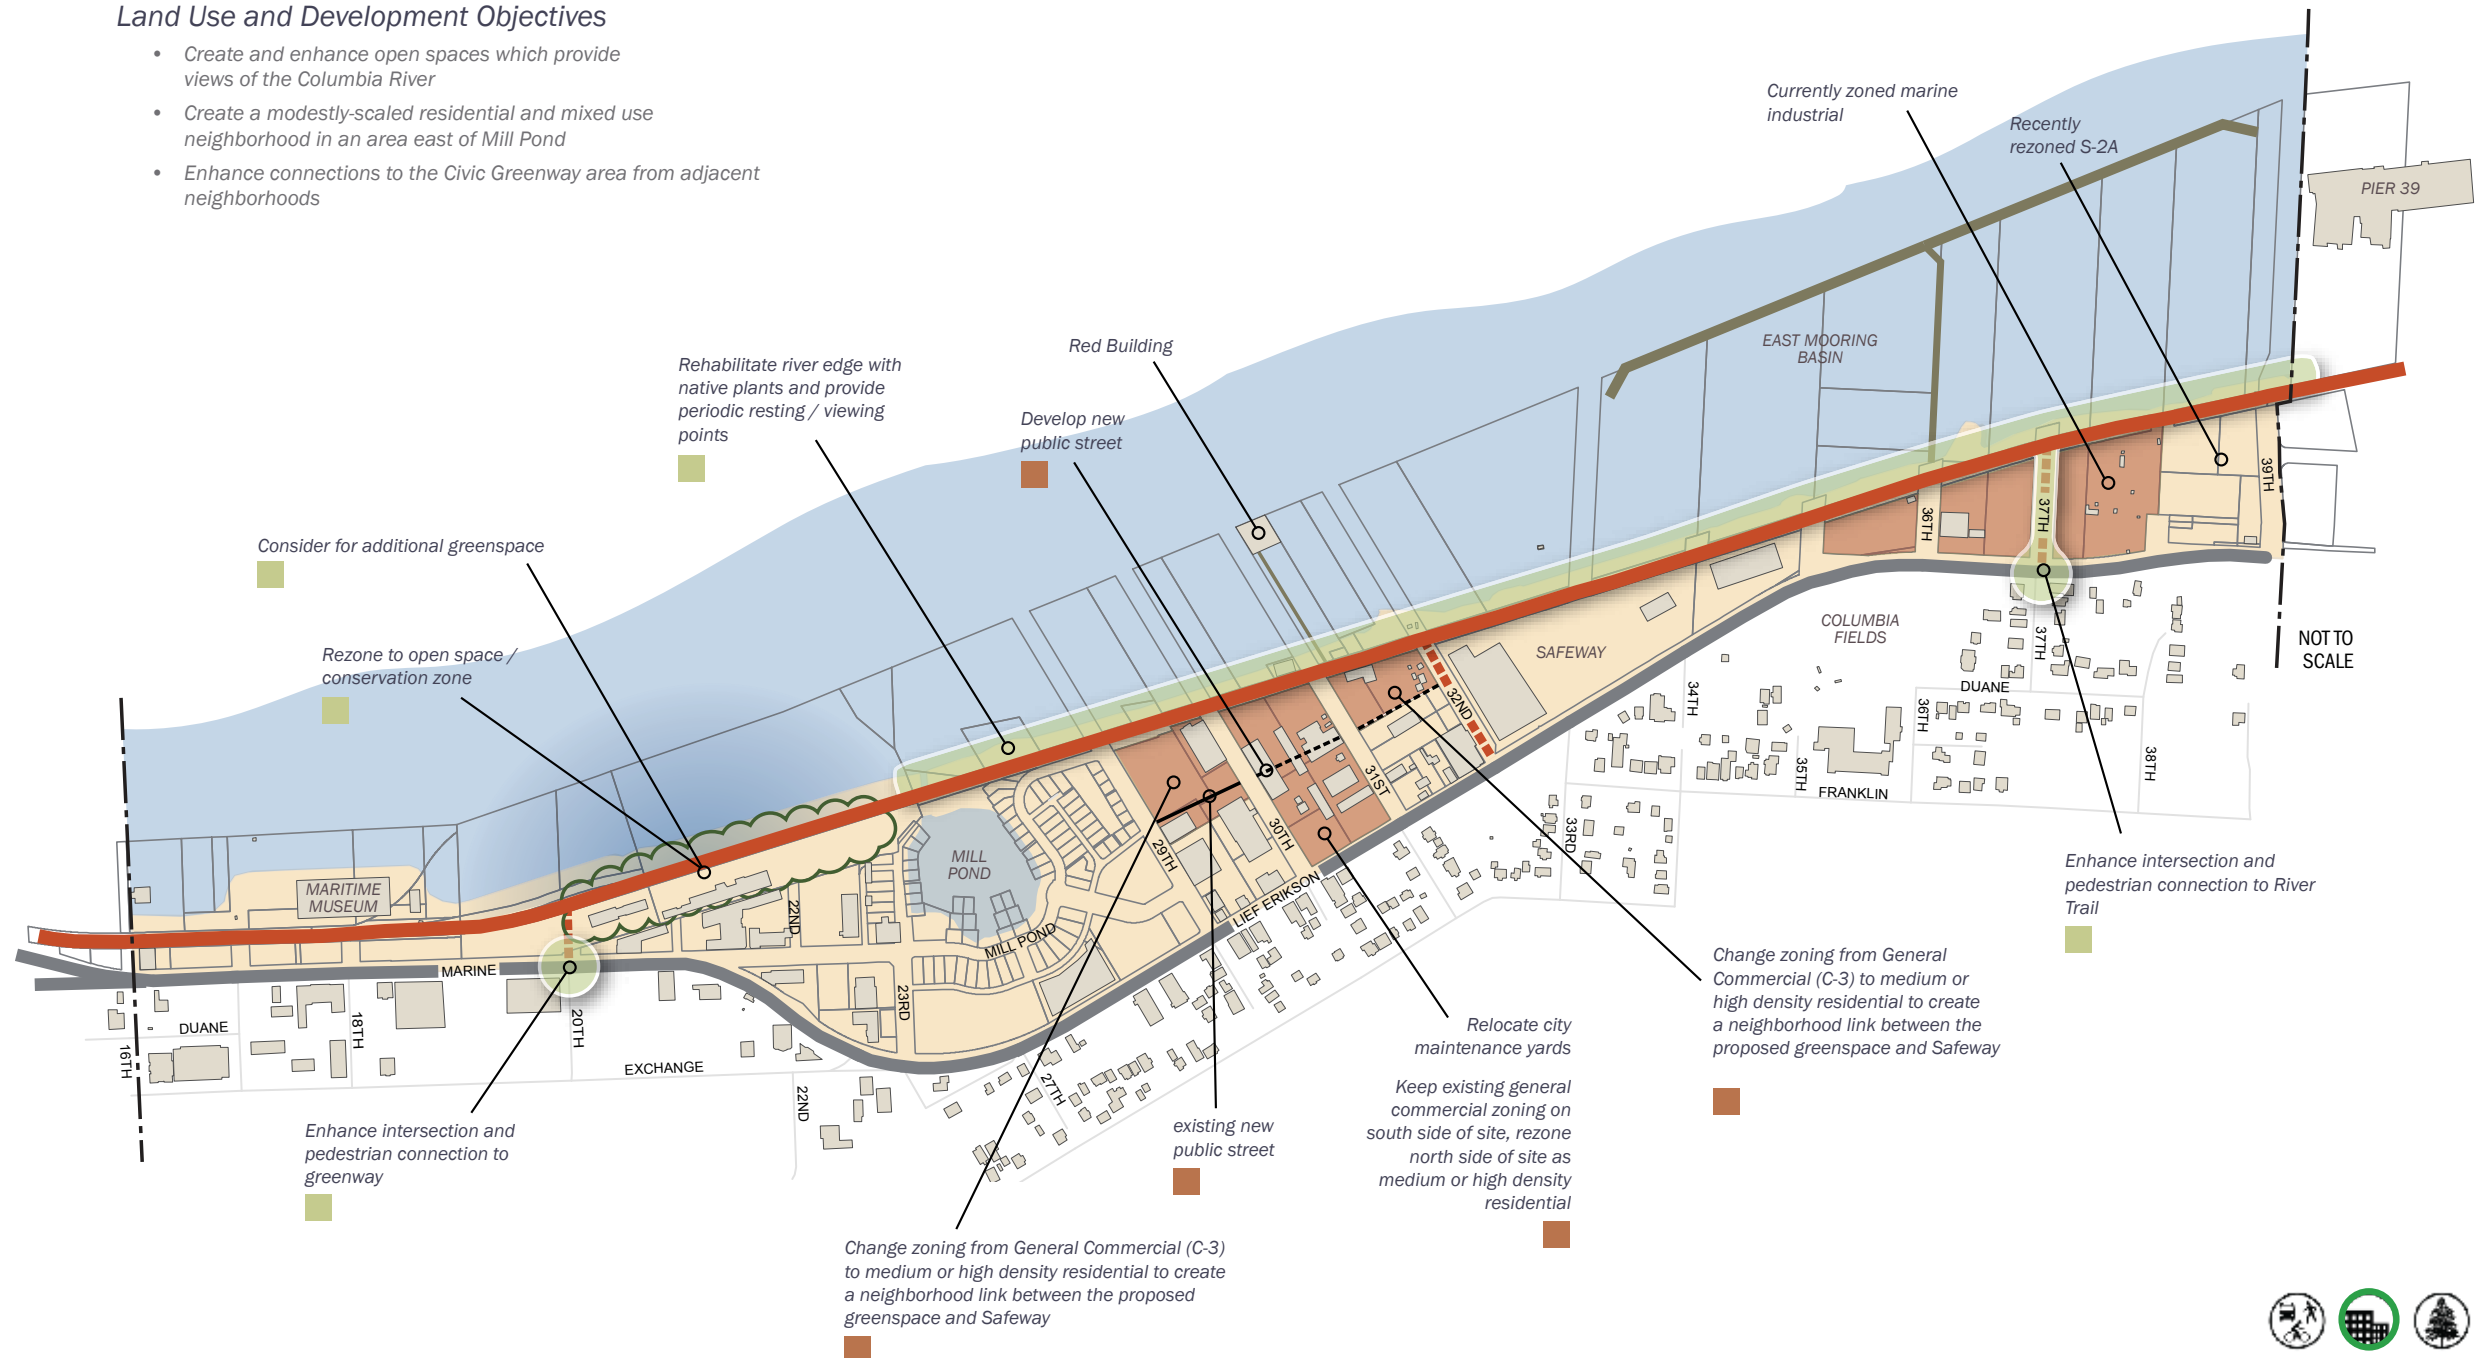 Land Use and Development Objectives
• Create and enhance open spaces which provide
views of the Columbia River
• Create a modestly-scaled residential and mixed use
neighborhood in an area east of Mill Pond
• Enhance connections to the Civic Greenway area from adjacent
neighborhoods
Currently zoned marine
industrial
Recently
rezoned S-2A
PIER 39
EAST MOORING
BASIN
Red Building
Rehabilitate river edge with
native plants and provide
periodic resting / viewing
points
Develop new
public street
Consider for additional greenspace
Rezone to open space /
conservation zone
39TH
36TH
37TH
NOT TO
SCALE
COLUMBIA
FIELDS
SAFEWAY
37TH
DUANE
34TH
36TH
32ND
38TH
35TH
31ST
FRANKLIN
33RD
30TH
29TH
MILL
POND
MARITIME
MUSEUM
22ND
LIEF ERIKSON
MILL POND
MARINE
23RD
DUANE
18TH
20TH
16TH
EXCHANGE
22ND
27TH
Enhance intersection and
pedestrian connection to River
Trail
Change zoning from General
Commercial (C-3) to medium or
high density residential to create
a neighborhood link between the
proposed greenspace and Safeway
Relocate city
maintenance yards
Keep existing general
commercial zoning on
south side of site, rezone
north side of site as
medium or high density
residential
existing new
public street
Enhance intersection and
pedestrian connection to
greenway
Change zoning from General Commercial (C-3)
to medium or high density residential to create
a neighborhood link between the proposed
greenspace and Safeway